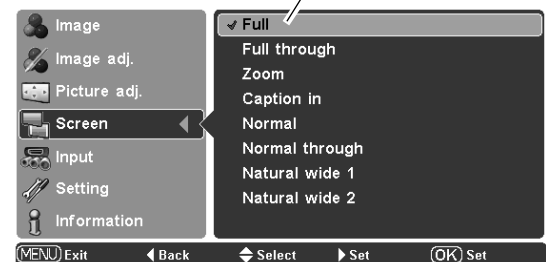 Image
Image adj.
Picture adj.
Screen
Input
Setting
Information
Full
Full through
Zoom
Caption in
Normal
Normal through
Natural wide 1
Natural wide 2
MENU Exit Back Select Set OK Set